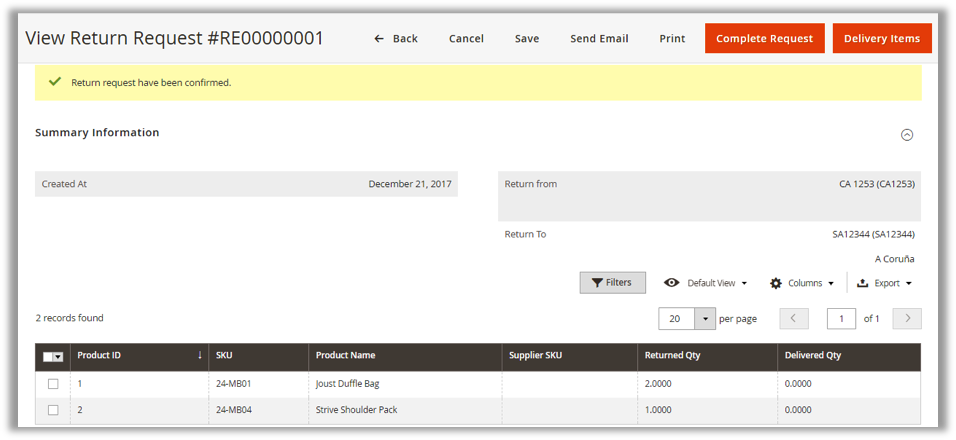 View Return Request #RE00000001
Back Cancel Save Send Email Print Complete Request Delivery Items
Return request have been confirmed.
Summary Information
Created At December 21, 2017
Return from CA 1253 (CA1253)
Return To SA12344 (SA12344)
A Coruña
Filters Default View Columns Export
2 records found 20 per page 1 of 1
Product ID SKU Product Name Supplier SKU Returned Qty Delivered Qty
1 24-MB01 Joust Duffle Bag 2.0000 0.0000
2 24-MB04 Strive Shoulder Pack 1.0000 0.0000